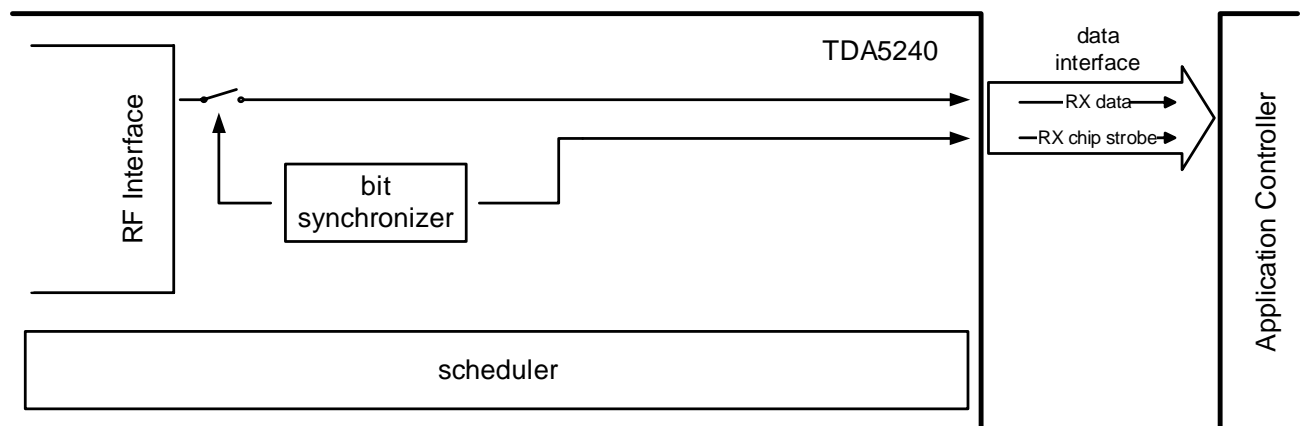 TDA5240
RF Interface
bit
synchronizer
scheduler
data
interface
RX data
RX chip strobe
Application Controller